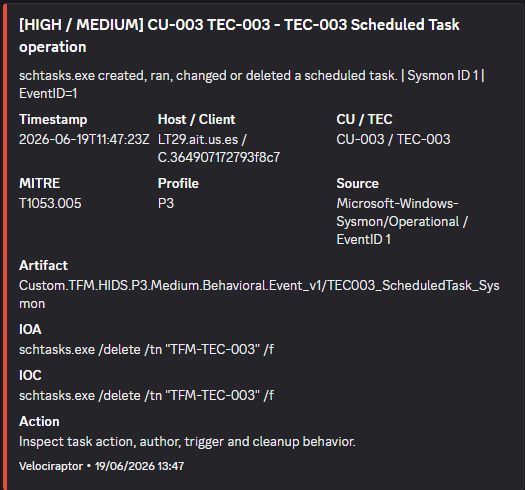 [HIGH / MEDIUM] CU-003 TEC-003 - TEC-003 Scheduled Task
operation
schtasks.exe created, ran, changed or deleted a scheduled task. | Sysmon ID 1 |
EventID=1
Timestamp
2026-06-19T11:47:23Z
Host / Client
LT29.ait.us.es /
C.364907172793f8c7
CU / TEC
CU-003 / TEC-003
MITRE
T1053.005
Profile
P3
Source
Microsoft-Windows-
Sysmon/Operational /
EventID 1
Artifact
Custom.TFM.HIDS.P3.Medium.Behavioral.Event_v1/TEC003_ScheduledTask_Sys
mon
IOA
schtasks.exe /delete /tn "TFM-TEC-003" /f
IOC
schtasks.exe /delete /tn "TFM-TEC-003" /f
Action
Inspect task action, author, trigger and cleanup behavior.
Velociraptor • 19/06/2026 13:47